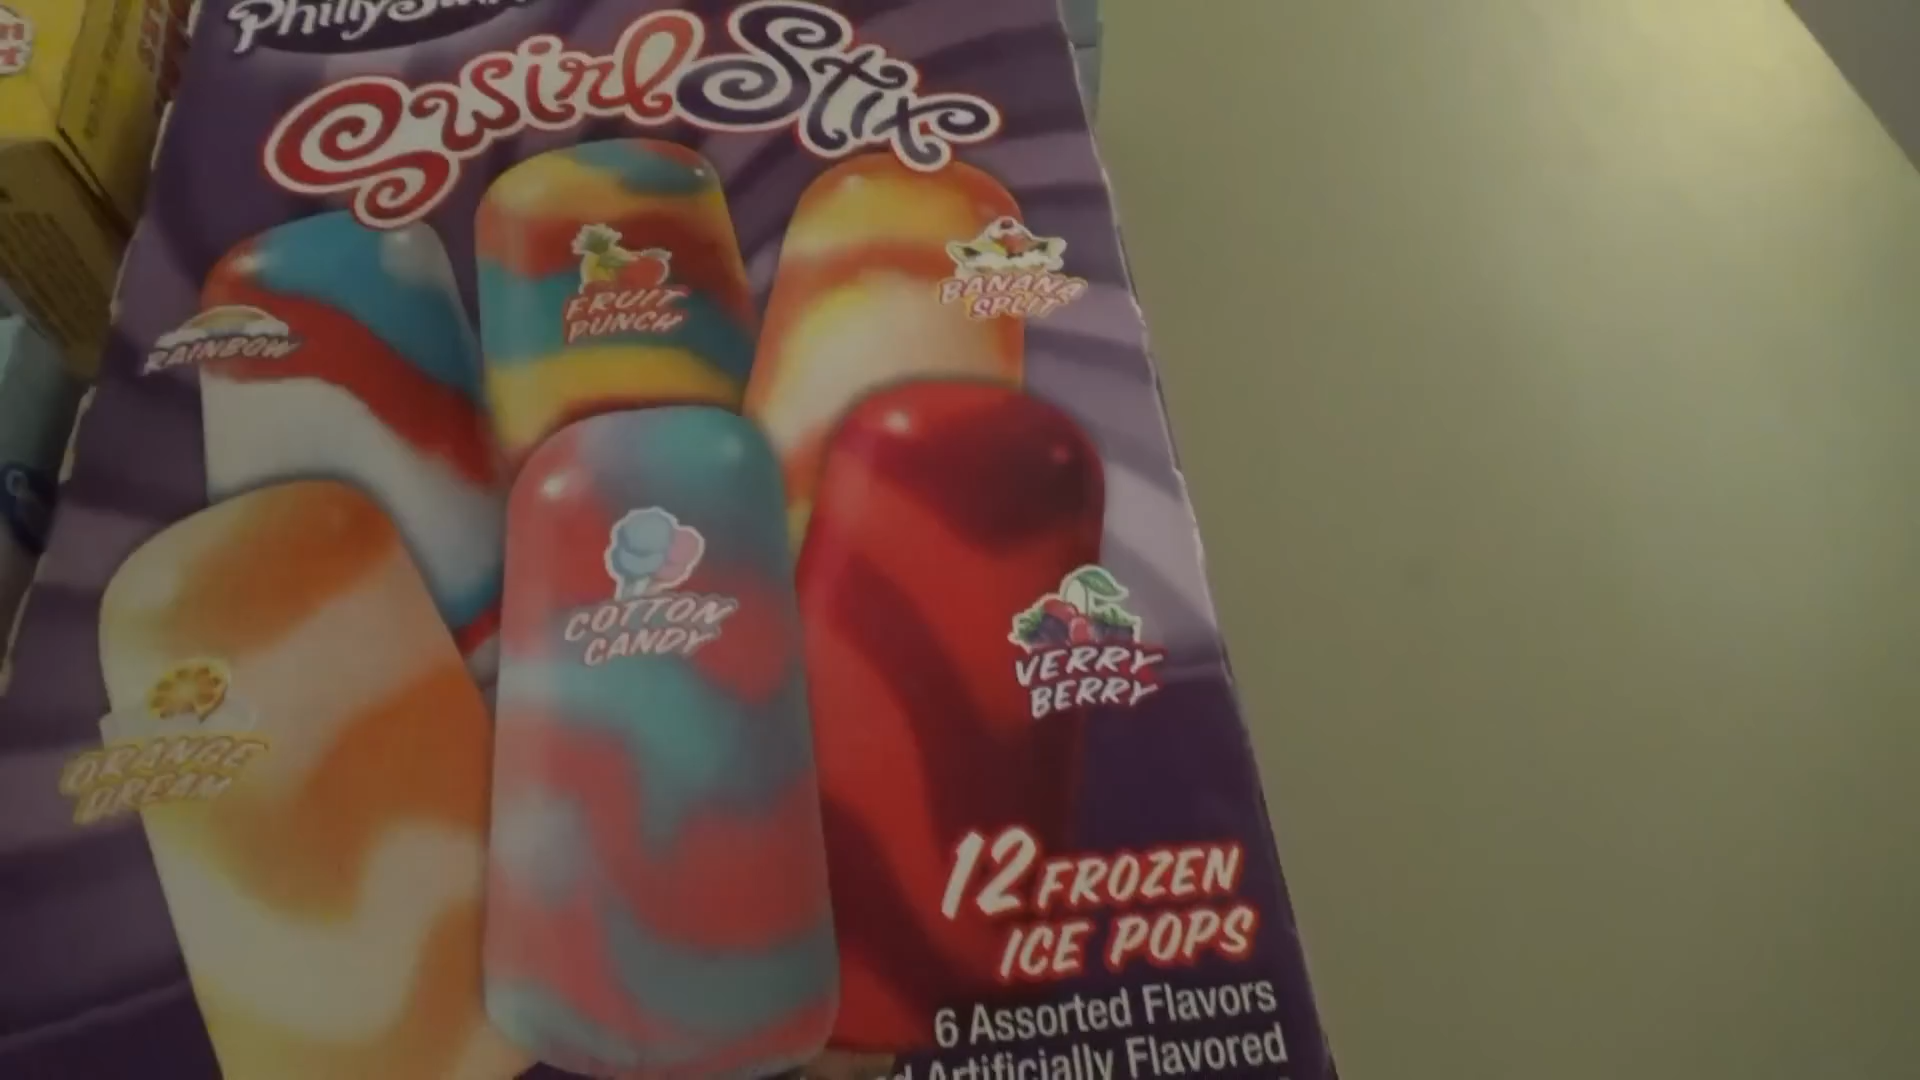 Philly
Swirl Stix
FRUIT
PUNCH
BANANA
SPLIT
RAINBOW
COTTON
CANDY
VERRY
BERRY
ORANGE
DREAM
12 FROZEN
ICE POPS
6 Assorted Flavors
Artificially Flavored